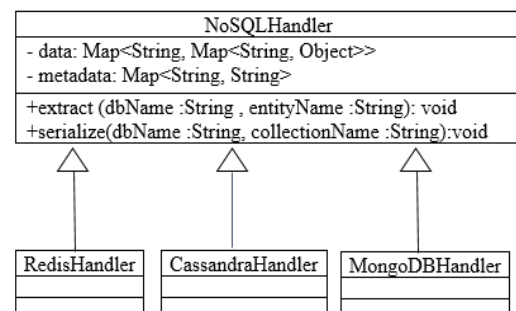 NoSQLHandler
- data: Map<String, Map<String, Object>>
- metadata: Map<String, String>
+extract (dbName :String , entityName :String): void
+serialize(dbName :String, collectionName :String):void
RedisHandler
CassandraHandler
MongoDBHandler